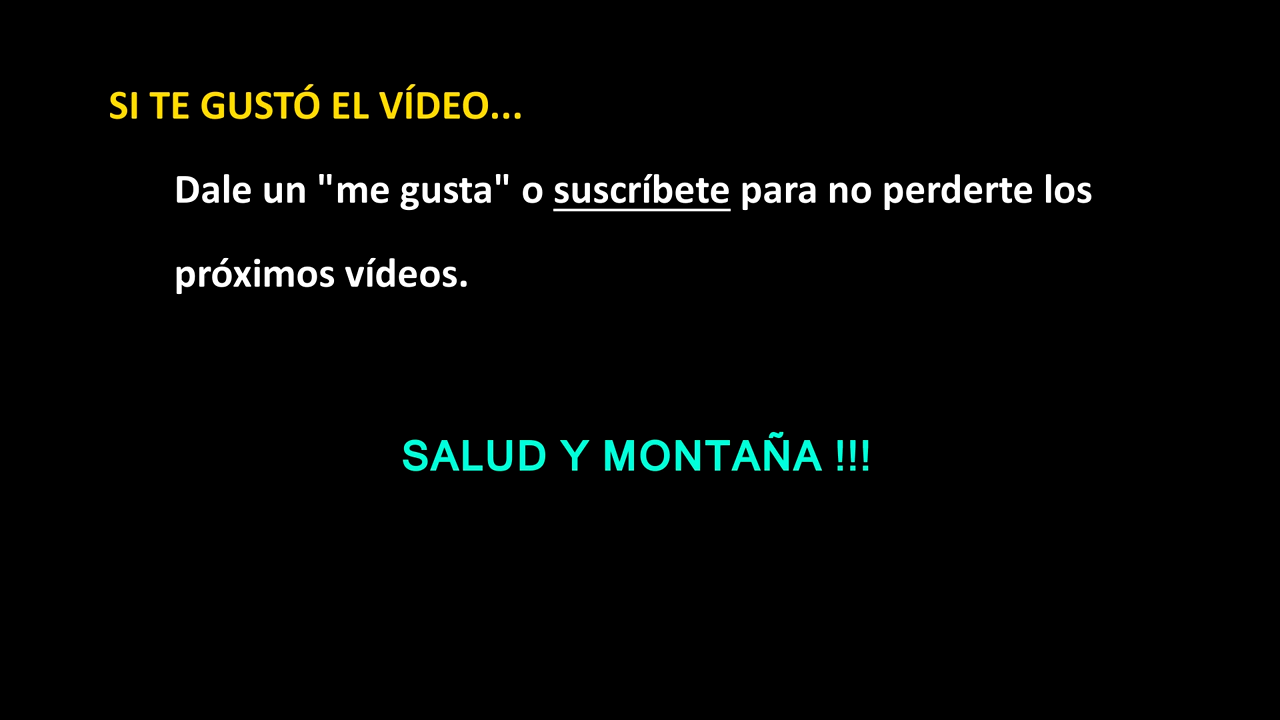 SI TE GUSTÓ EL VÍDEO...
Dale un "me gusta" o suscríbete para no perderte los
próximos vídeos.
SALUD Y MONTAÑA !!!